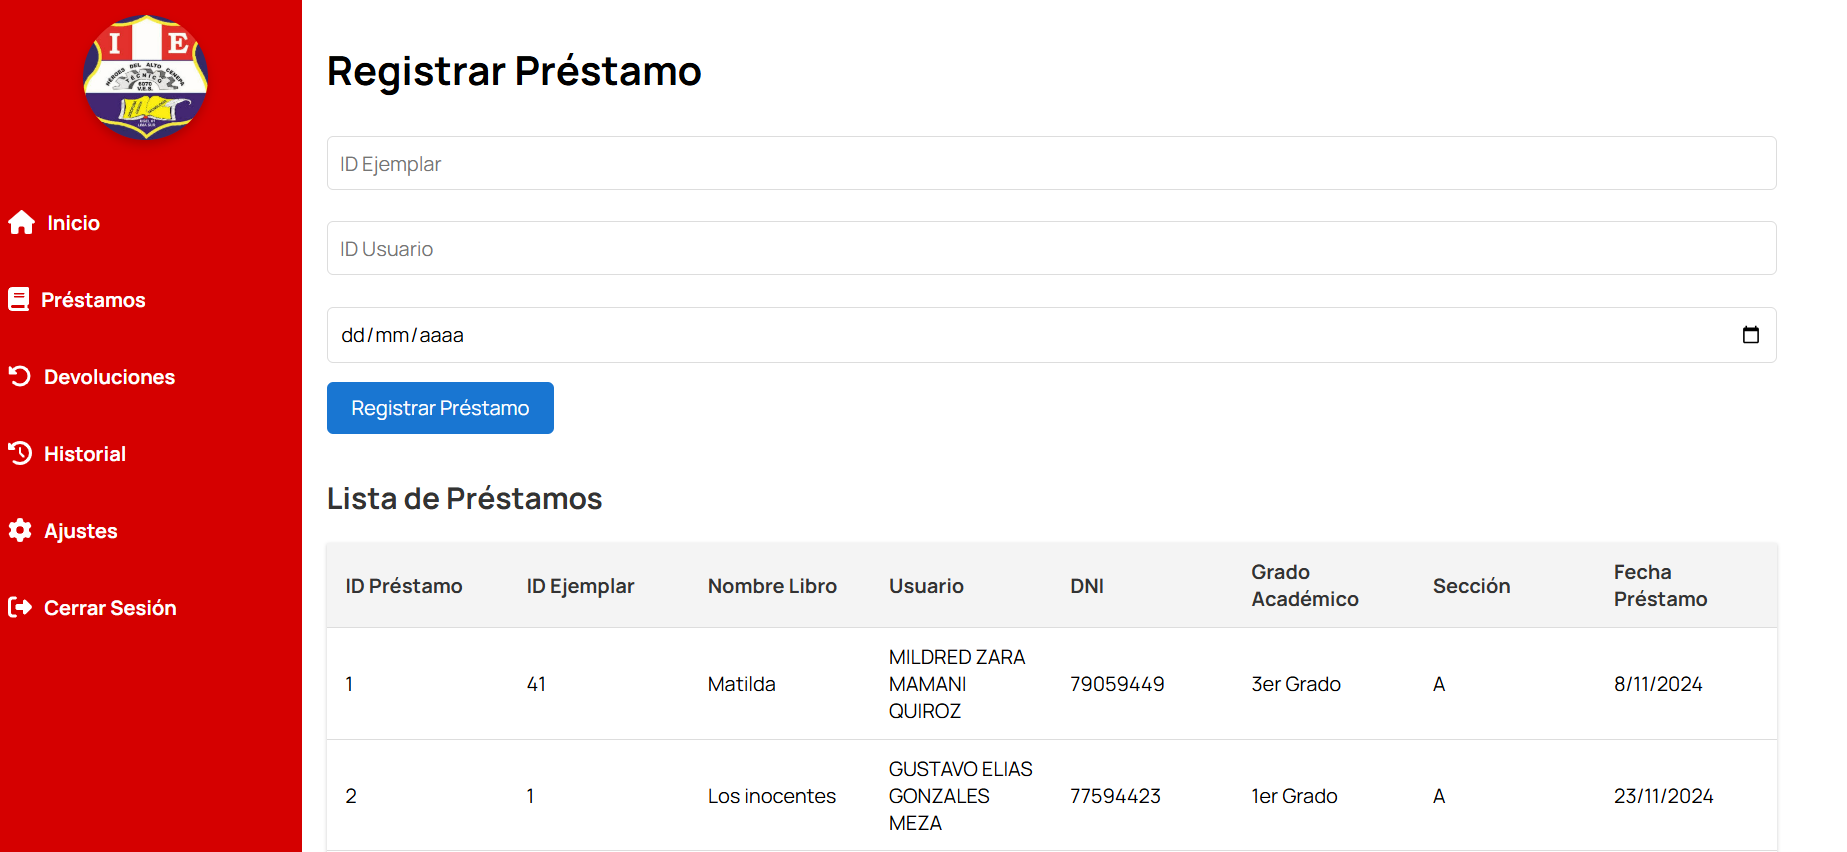 I E
HÉROES DEL ALTO CENEPA
TÉCNICO
6070
V.E.S.
Inicio
Préstamos
Devoluciones
Historial
Ajustes
Cerrar Sesión
Registrar Préstamo
ID Ejemplar
ID Usuario
dd/mm/aaaa
Registrar Préstamo
Lista de Préstamos
ID Préstamo ID Ejemplar Nombre Libro Usuario DNI Grado Académico Sección Fecha Préstamo
1 41 Matilda MILDRED ZARA MAMANI QUIROZ 79059449 3er Grado A 8/11/2024
2 1 Los inocentes GUSTAVO ELIAS GONZALES MEZA 77594423 1er Grado A 23/11/2024